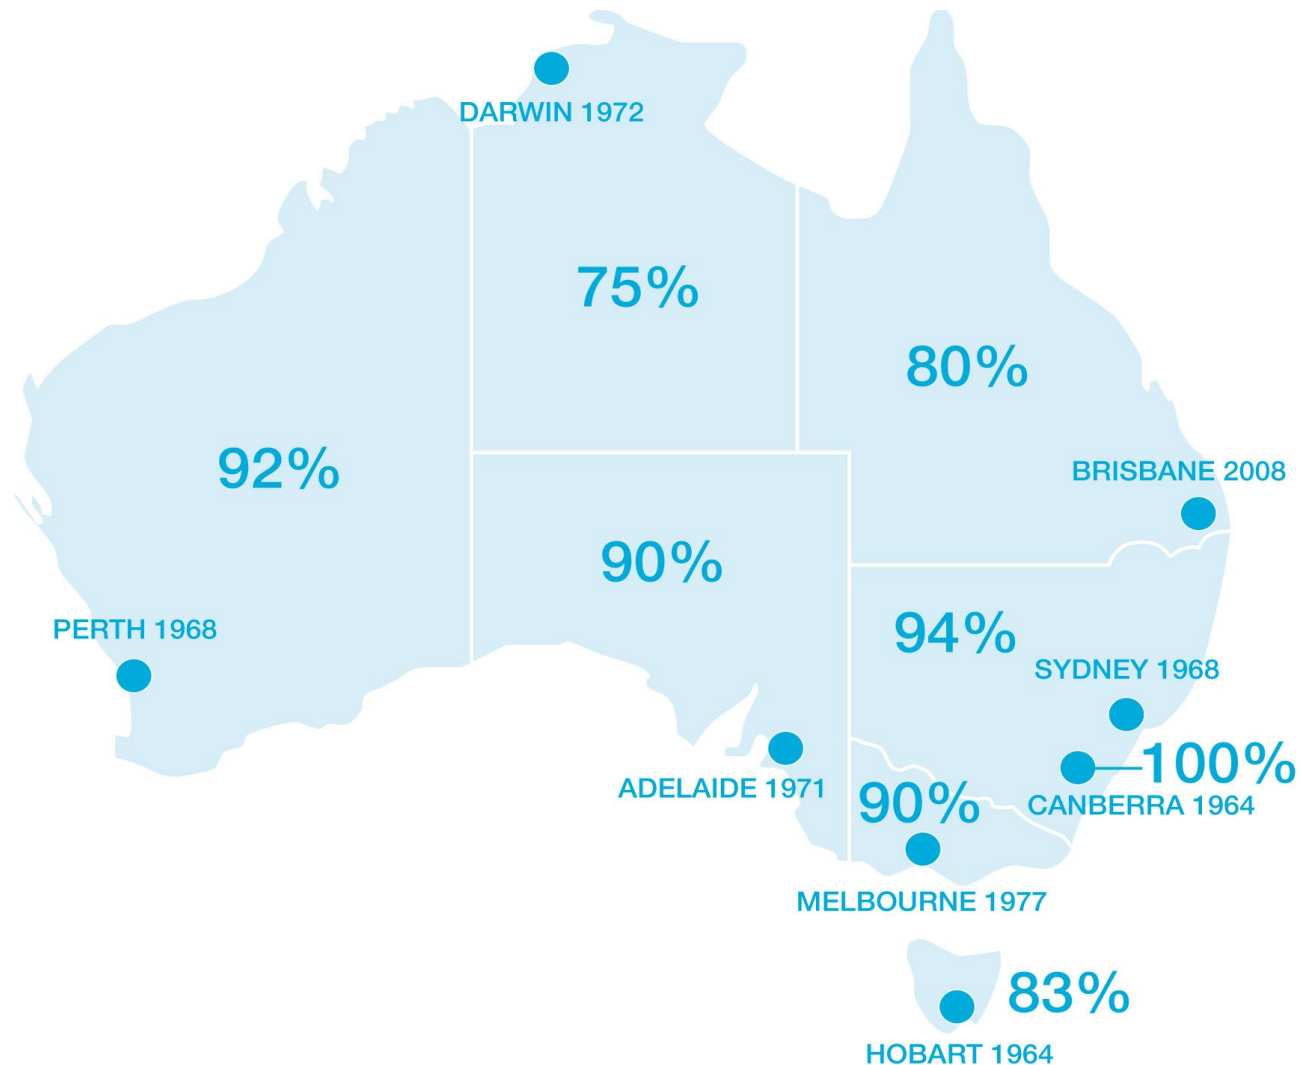 DARWIN 1972
75%
80%
92%
BRISBANE 2008
90%
PERTH 1968
94%
SYDNEY 1968
100%
ADELAIDE 1971
90%
CANBERRA 1964
MELBOURNE 1977
83%
HOBART 1964